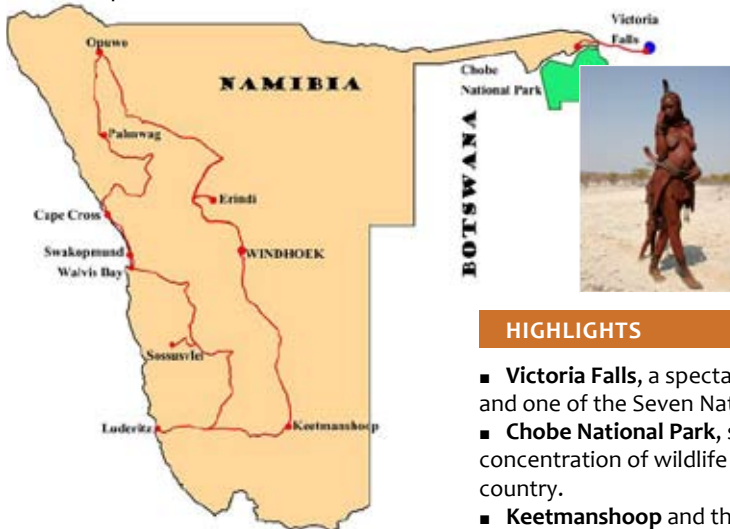 Opuwo
NAMIBIA
Victoria
Falls
Chobe
National Park
BOTSWANA
Palmwag
Erindi
Cape Cross
Swakopmund
Walvis Bay
WINDHOEK
Sossusvlei
Luderitz
Keetmanshoop
HIGHLIGHTS
■ Victoria Falls, a specta
and one of the Seven Nat
■ Chobe National Park, s
concentration of wildlife
country.
■ Keetmanshoop and th